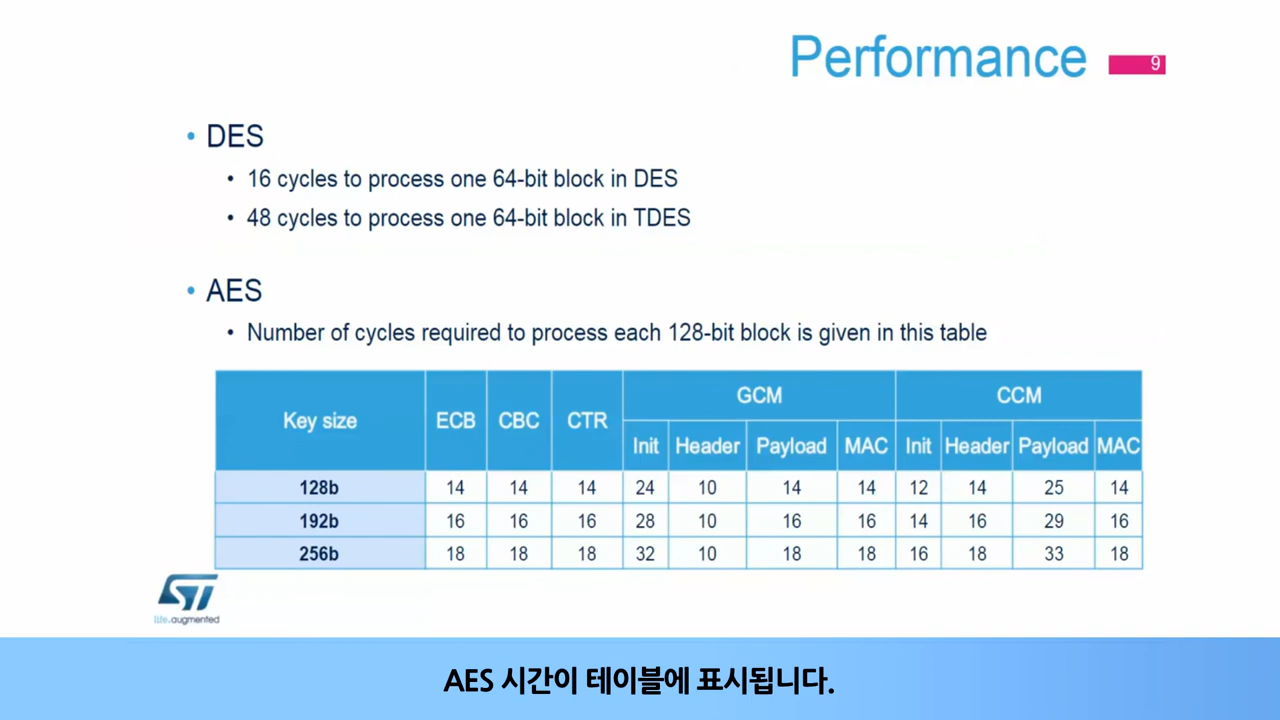 Performance
9
• DES
• 16 cycles to process one 64-bit block in DES
• 48 cycles to process one 64-bit block in TDES
• AES
• Number of cycles required to process each 128-bit block is given in this table
Key size ECB CBC CTR GCM CCM
Init Header Payload MAC Init Header Payload MAC
128b 14 14 14 24 10 14 14 12 14 25 14
192b 16 16 16 28 10 16 16 14 16 29 16
256b 18 18 18 32 10 18 18 16 18 33 18
ST
life.augmented
AES 시간이 테이블에 표시됩니다.